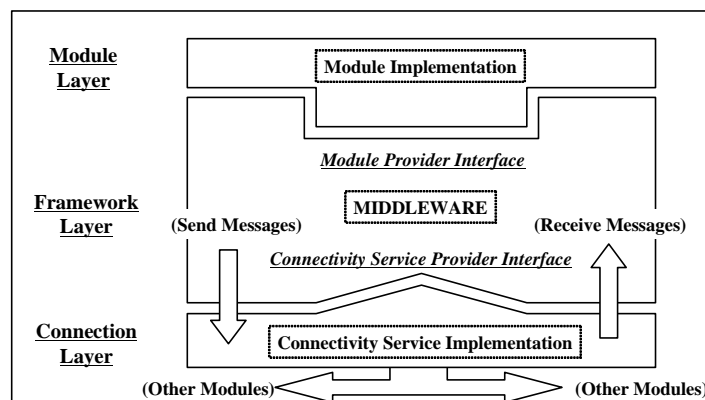 Module
Layer
Module Implementation
Module Provider Interface
Framework
Layer
MIDDLEWARE
(Send Messages)
(Receive Messages)
Connectivity Service Provider Interface
Connection
Layer
Connectivity Service Implementation
(Other Modules)
(Other Modules)